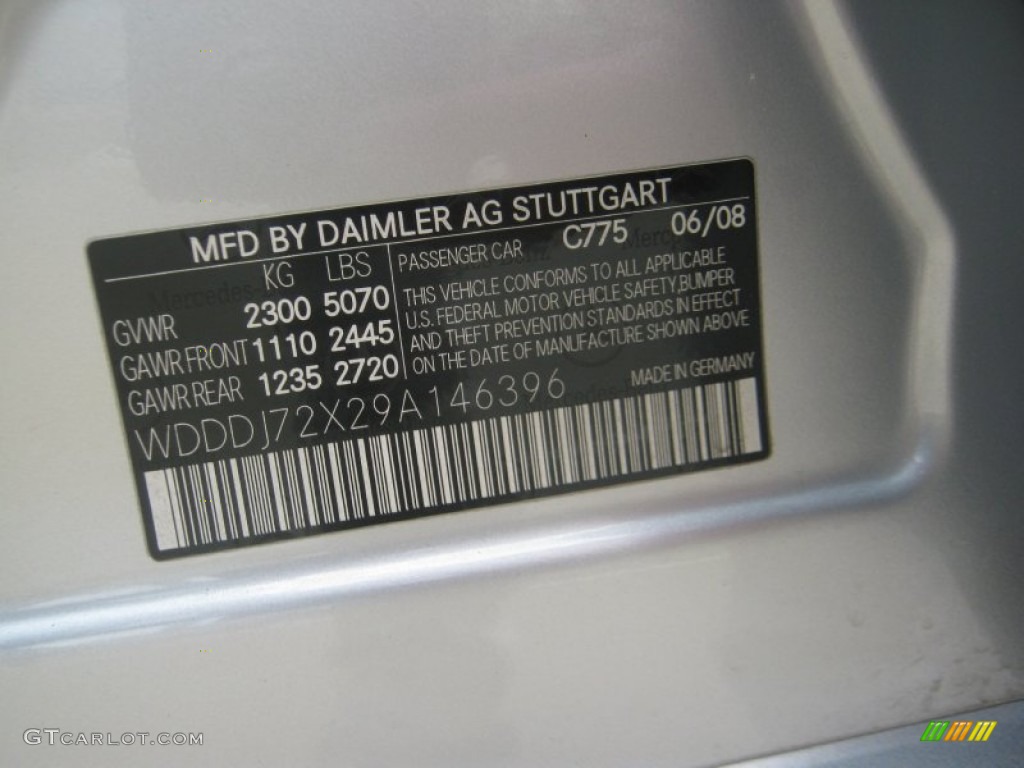 MFD BY DAIMLER AG STUTTGART
KG LBS
GVWR 2300 5070
GAWR FRONT 1110 2445
GAWR REAR 1235 2720
PASSENGER CAR C775 06/08
THIS VEHICLE CONFORMS TO ALL APPLICABLE
U.S. FEDERAL MOTOR VEHICLE SAFETY,BUMPER
AND THEFT PREVENTION STANDARDS IN EFFECT
ON THE DATE OF MANUFACTURE SHOWN ABOVE
WDDDJ72X29A146396
MADE IN GERMANY
GTCARLOT.COM